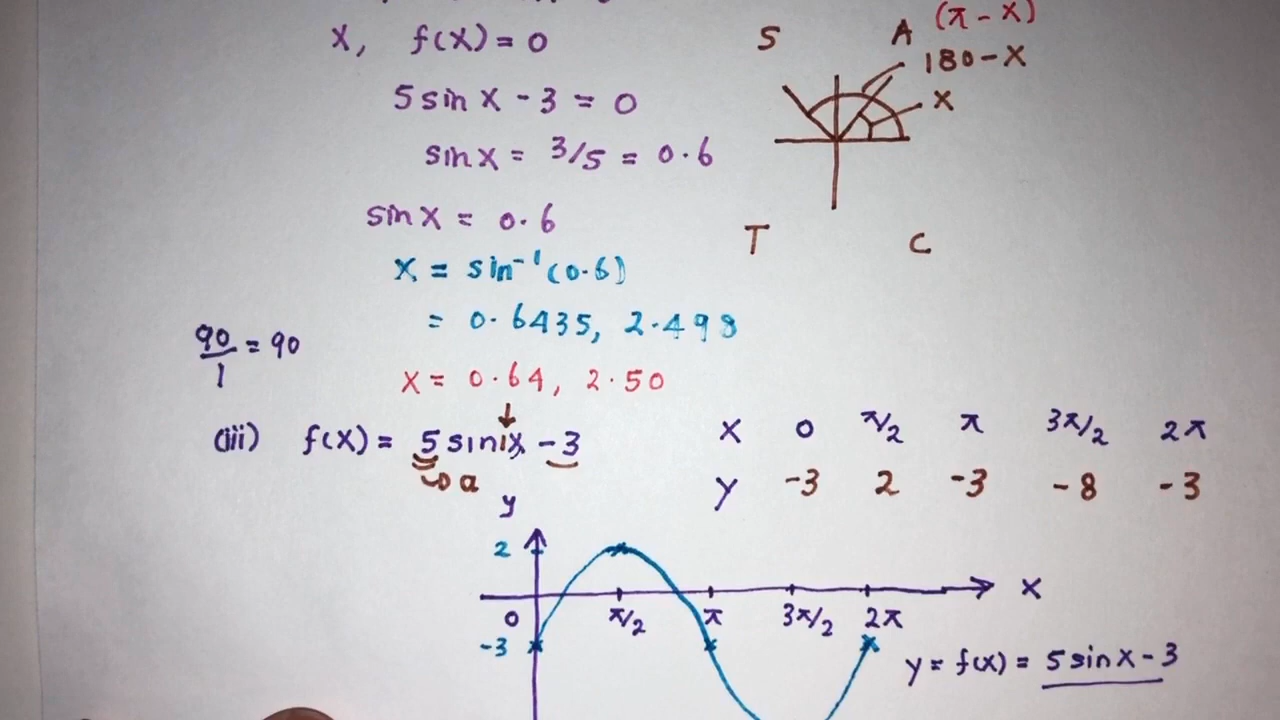 x, f(x) = 0
5 sin x - 3 = 0
sin x = 3/5 = 0.6
sin x = 0.6
x = sin⁻¹(0.6)
= 0.6435, 2.498
90/1 = 90
x = 0.64, 2.50
S A (π - x)
180 - x
x
T C
(iii) f(x) = 5 sin 1x - 3
a
x 0 π/2 π 3π/2 2π
y -3 2 -3 -8 -3
y
2
0 π/2 π 3π/2 2π x
-3
y = f(x) = 5 sin x - 3